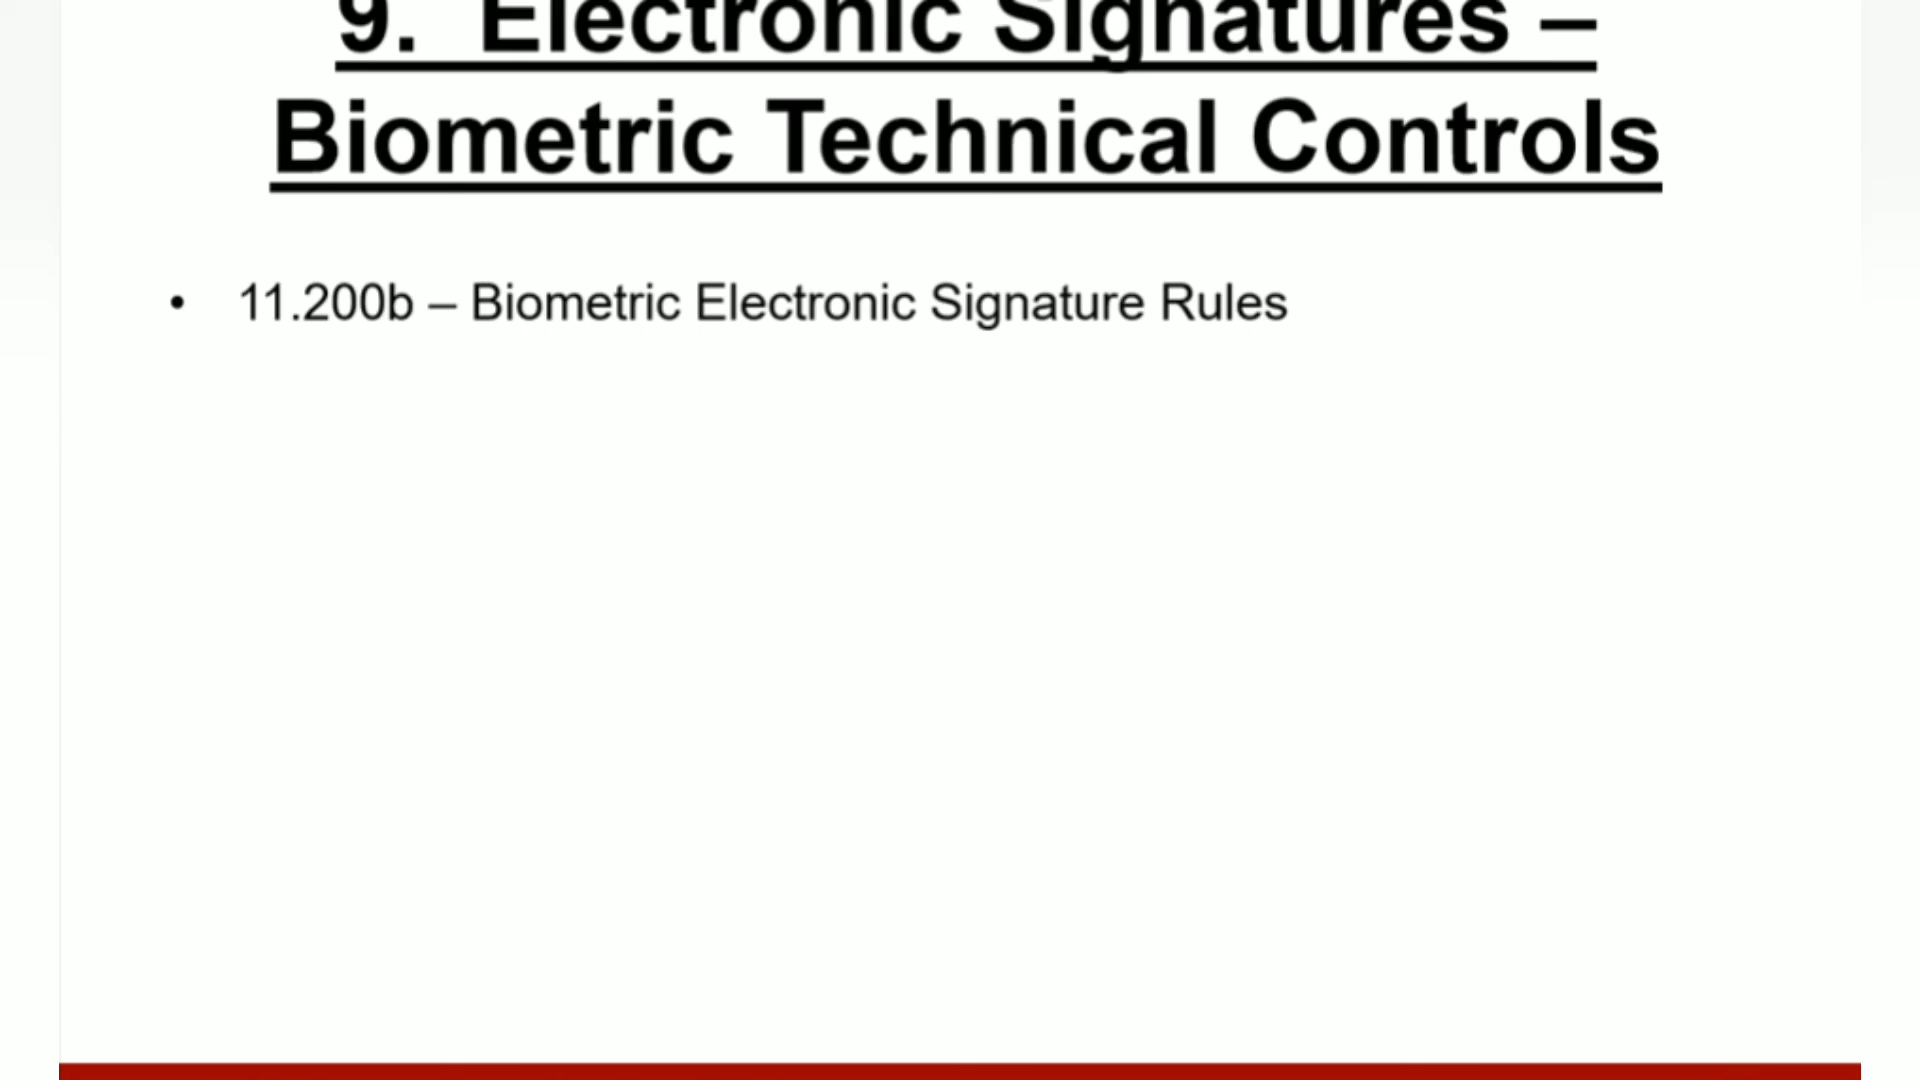 9. Electronic Signatures –
Biometric Technical Controls
• 11.200b – Biometric Electronic Signature Rules